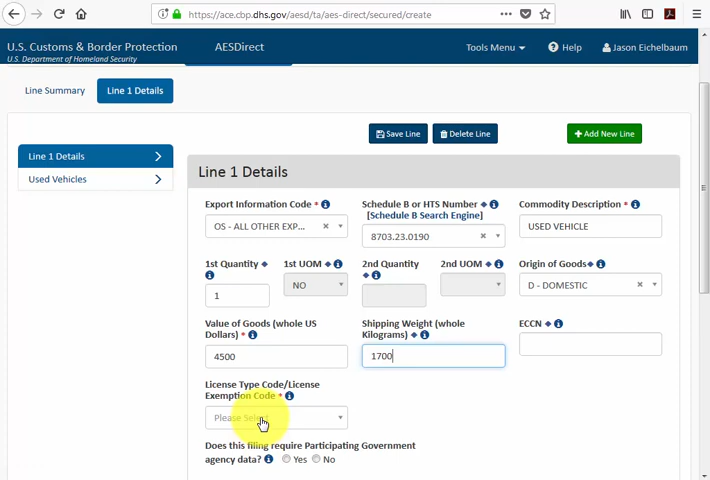 https://ace.cbp.dhs.gov/aesd/ta/aes-direct/secured/create
U.S. Customs & Border Protection
U.S. Department of Homeland Security
AESDirect
Tools Menu
Help
Jason Eichelbaum
Line Summary
Line 1 Details
Save Line
Delete Line
Add New Line
Line 1 Details
Used Vehicles
Line 1 Details
Export Information Code *
OS - ALL OTHER EXP...
Schedule B or HTS Number
[Schedule B Search Engine]
8703.23.0190
Commodity Description *
USED VEHICLE
1st Quantity
1
1st UOM
NO
2nd Quantity
2nd UOM
Origin of Goods
D - DOMESTIC
Value of Goods (whole US
Dollars) *
4500
Shipping Weight (whole
Kilograms)
1700
ECCN
License Type Code/License
Exemption Code *
Please Select
Does this filing require Participating Government
agency data?
Yes
No